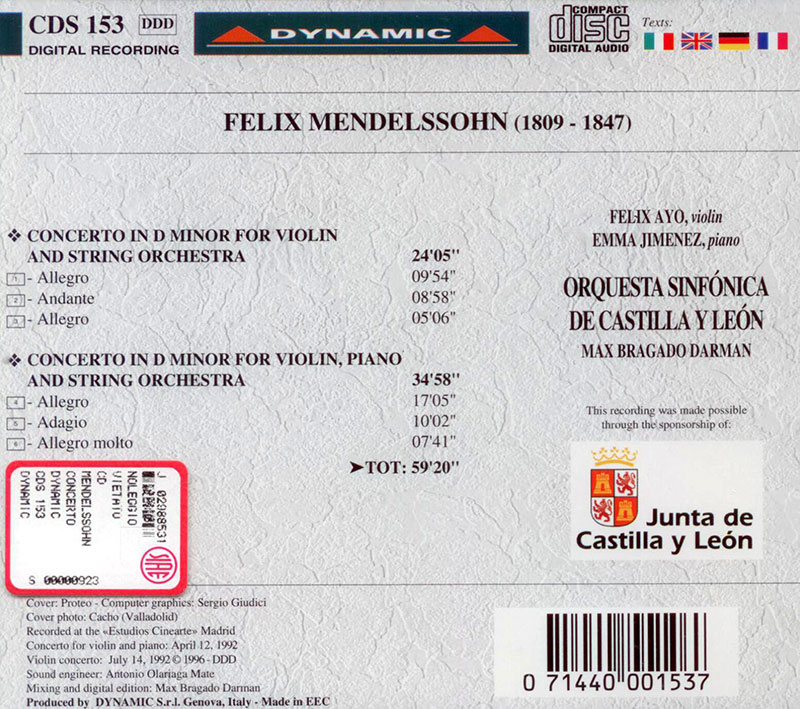 CDS 153 DDD
DIGITAL RECORDING
DYNAMIC
COMPACT
disc
DIGITAL AUDIO
Texts:
FELIX MENDELSSOHN (1809 - 1847)
❖ CONCERTO IN D MINOR FOR VIOLIN
AND STRING ORCHESTRA 24'05"
1 - Allegro 09'54"
2 - Andante 08'58"
3 - Allegro 05'06"
❖ CONCERTO IN D MINOR FOR VIOLIN, PIANO
AND STRING ORCHESTRA 34'58"
4 - Allegro 17'05"
5 - Adagio 10'02"
6 - Allegro molto 07'41"
➤TOT: 59'20"
FELIX AYO, violin
EMMA JIMENEZ, piano
ORQUESTA SINFÓNICA
DE CASTILLA Y LEÓN
MAX BRAGADO DARMAN
This recording was made possible
through the sponsorship of:
Junta de
Castilla y León
J 02988531
NOLEGGIO
VIETATO
CD
MENDELSSOHN
CONCERTO
DYNAMIC
CDS 153
DYNAMIC
SIAE
S 00000923
Cover: Proteo - Computer graphics: Sergio Giudici
Cover photo: Cacho (Valladolid)
Recorded at the «Estudios Cinearte» Madrid
Concerto for violin and piano: April 12, 1992
Violin concerto: July 14, 1992 © 1996 - DDD
Sound engineer: Antonio Olariaga Mate
Mixing and digital edition: Max Bragado Darman
Produced by DYNAMIC S.r.l. Genova, Italy - Made in EEC
0 71440 001537